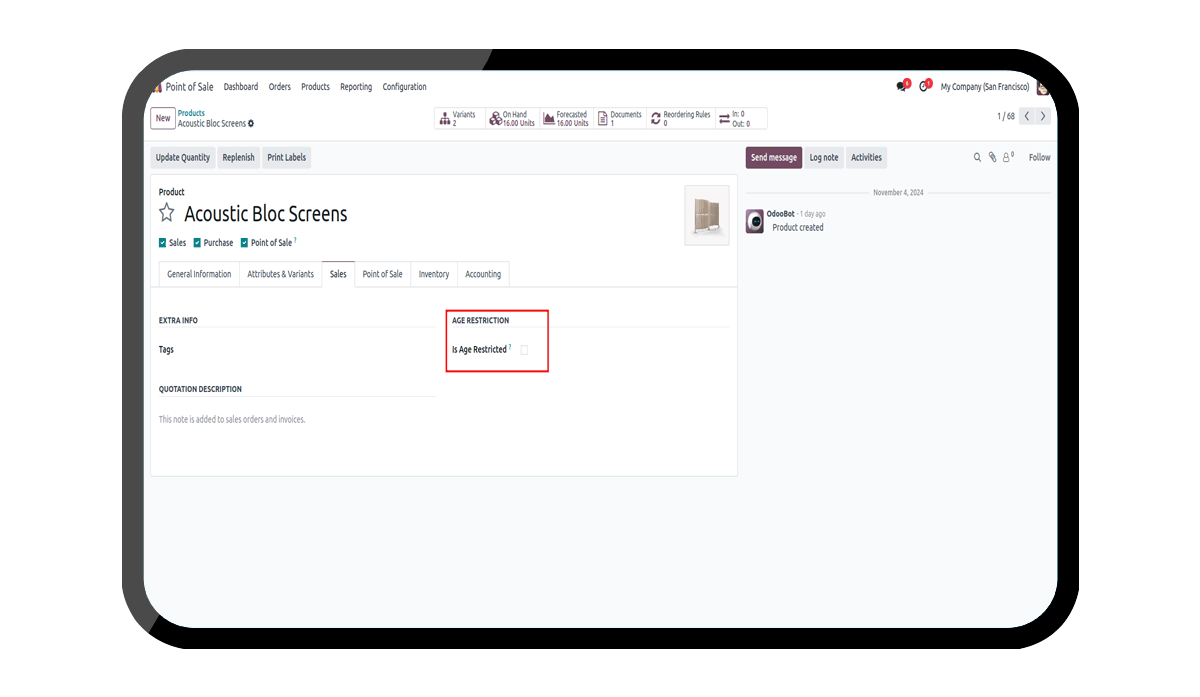 Point of Sale Dashboard Orders Products Reporting Configuration 6 1 My Company (San Francisco)
New Products Acoustic Bloc Screens
Variants 2 On Hand 16.00 Units Forecasted 16.00 Units Documents 1 Reordering Rules 0 In: 0 Out: 0
1 / 68
Update Quantity Replenish Print Labels
Send message Log note Activities 0 Follow
Product
Acoustic Bloc Screens
Sales Purchase Point of Sale ?
General Information Attributes & Variants Sales Point of Sale Inventory Accounting
EXTRA INFO
Tags
AGE RESTRICTION
Is Age Restricted ?
QUOTATION DESCRIPTION
This note is added to sales orders and invoices.
November 4, 2024
OdooBot - 1 day ago
Product created